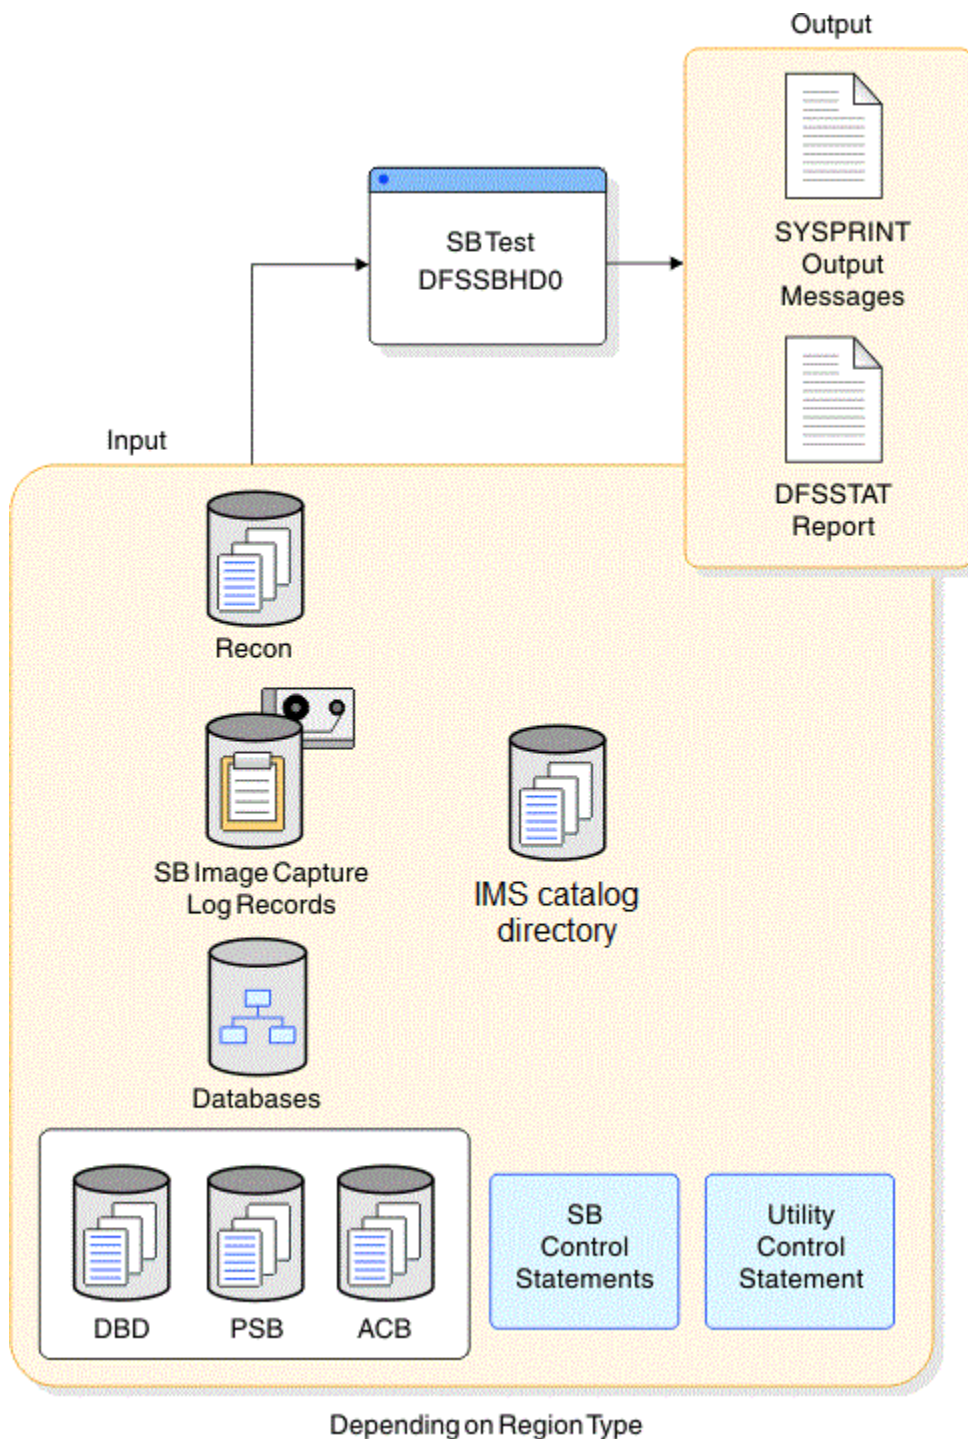 Output
SYSPRINT
Output
Messages
DFSSTAT
Report
SB Test
DFSSBHD0
Input
Recon
SB Image Capture
Log Records
IMS catalog
directory
Databases
DBD
PSB
ACB
SB
Control
Statements
Utility
Control
Statement
Depending on Region Type